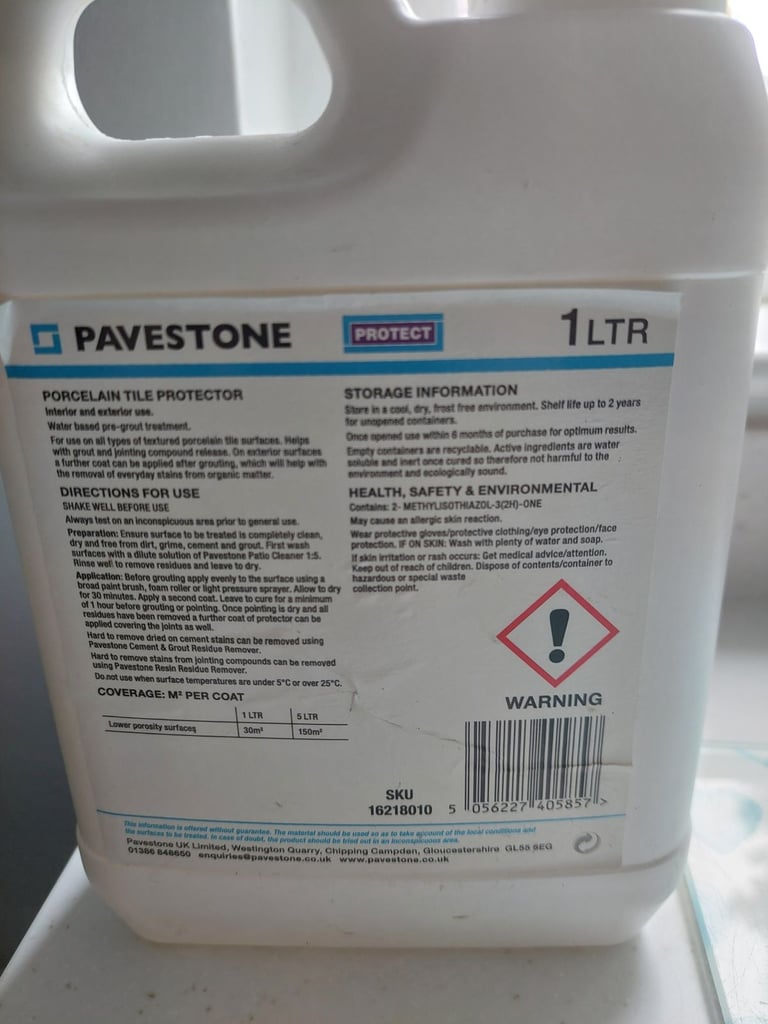 PAVESTONE
PROTECT
1 LTR
PORCELAIN TILE PROTECTOR
Interior and exterior use.
Water based pre-grout treatment.
For use on all types of textured porcelain tile surfaces. Helps
with grout and jointing compound release. On exterior surfaces
a further coat can be applied after grouting, which will help with
the removal of everyday stains from organic matter.
DIRECTIONS FOR USE
SHAKE WELL BEFORE USE
Always test on an inconspicuous area prior to general use.
Preparation: Ensure surface to be treated is completely clean,
dry and free from dirt, grime, cement and grout. First wash
surfaces with a dilute solution of Pavestone Patio Cleaner 1:5.
Rinse well to remove residues and leave to dry.
Application: Before grouting apply evenly to the surface using a
broad paint brush, foam roller or light pressure sprayer. Allow to dry
for 30 minutes. Apply a second coat. Leave to cure for a minimum
of 1 hour before grouting or pointing. Once pointing is dry and all
residues have been removed a further coat of protector can be
applied covering the joints as well.
Hard to remove dried on cement stains can be removed using
Pavestone Cement & Grout Residue Remover.
Hard to remove stains from jointing compounds can be removed
using Pavestone Resin Residue Remover.
Do not use when surface temperatures are under 5°C or over 25°C.
COVERAGE: M² PER COAT
1 LTR 5 LTR
Lower porosity surfaces 30m² 150m²
STORAGE INFORMATION
Store in a cool, dry, frost free environment. Shelf life up to 2 years
for unopened containers.
Once opened use within 6 months of purchase for optimum results.
Empty containers are recyclable. Active ingredients are water
soluble and inert once cured so therefore not harmful to the
environment and ecologically sound.
HEALTH, SAFETY & ENVIRONMENTAL
Contains: 2- METHYLISOTHIAZOL-3(2H)-ONE
May cause an allergic skin reaction.
Wear protective gloves/protective clothing/eye protection/face
protection. IF ON SKIN: Wash with plenty of water and soap.
If skin irritation or rash occurs: Get medical advice/attention.
Keep out of reach of children. Dispose of contents/container to
hazardous or special waste
collection point.
WARNING
SKU
16218010
5 056227 405857 >
This information is offered without guarantee. The material should be used so as to take account of the local conditions and
the surfaces to be treated. In case of doubt, the product should be tried out in an inconspicuous area.
Pavestone UK Limited, Westington Quarry, Chipping Campden, Gloucestershire GL55 6EG
01386 848650 enquiries@pavestone.co.uk www.pavestone.co.uk